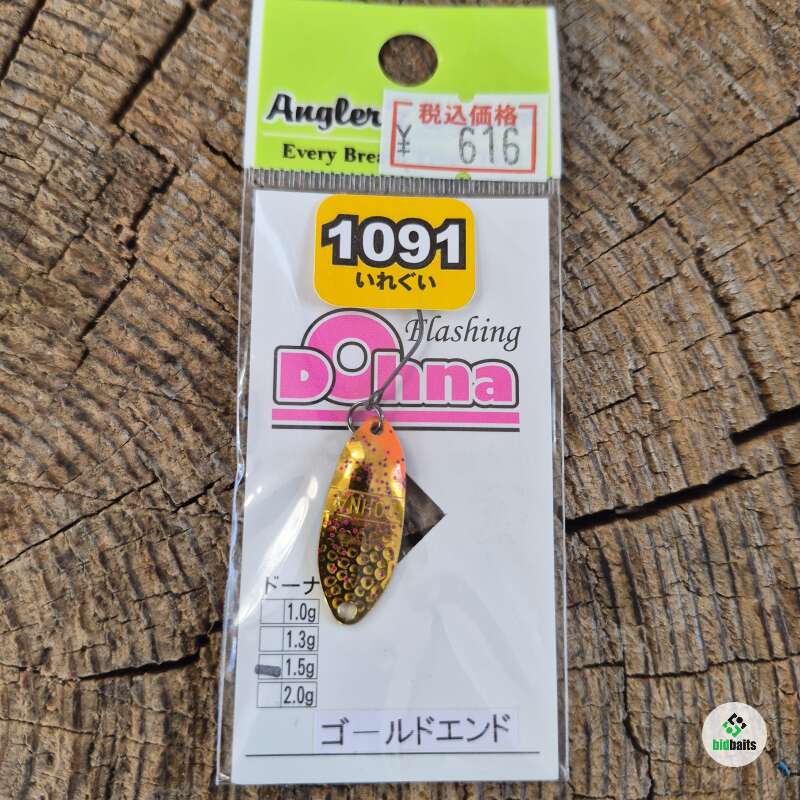 Angler
税込価格
¥ 616
Every Brea
1091
いれぐい
Flashing
Dohna
ドーナ
1.0g
1.3g
1.5g
2.0g
ゴールドエンド
bidbaits